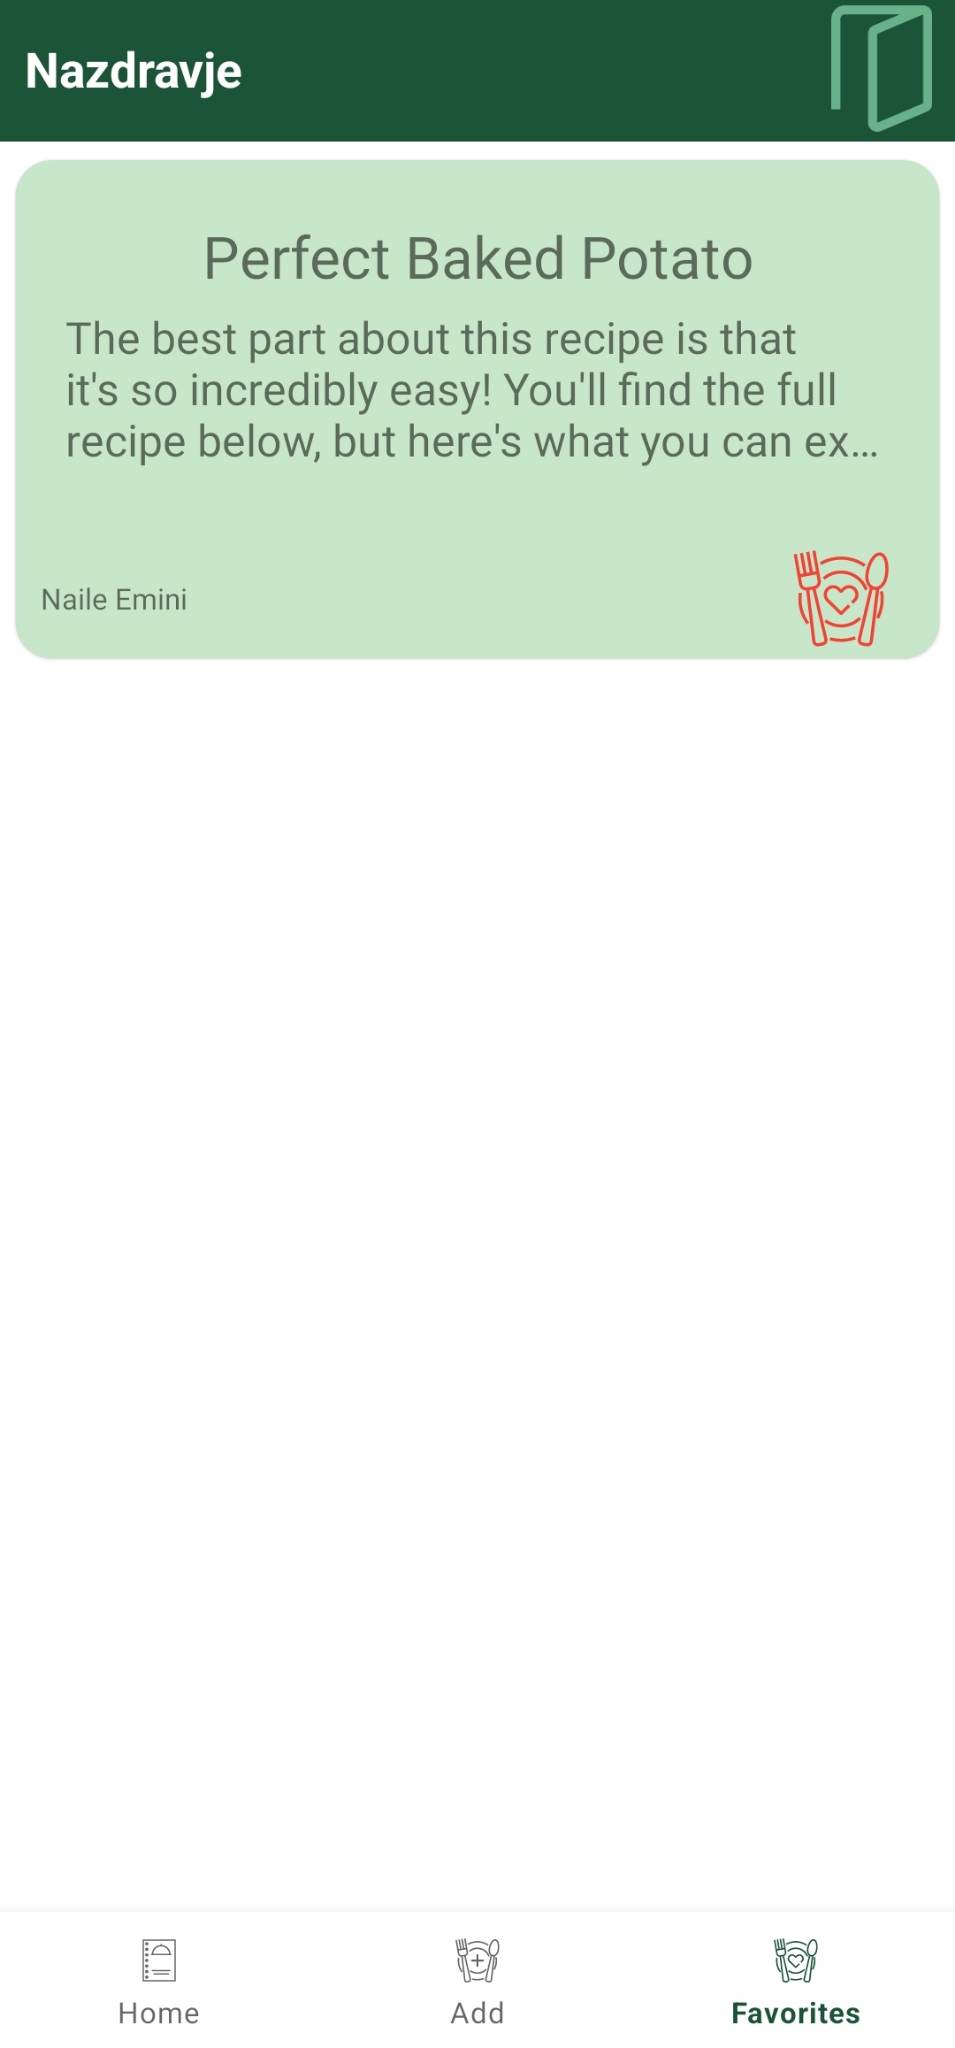 Nazdravje
Perfect Baked Potato
The best part about this recipe is that
it's so incredibly easy! You'll find the full
recipe below, but here's what you can ex...
Naile Emini
Home
Add
Favorites